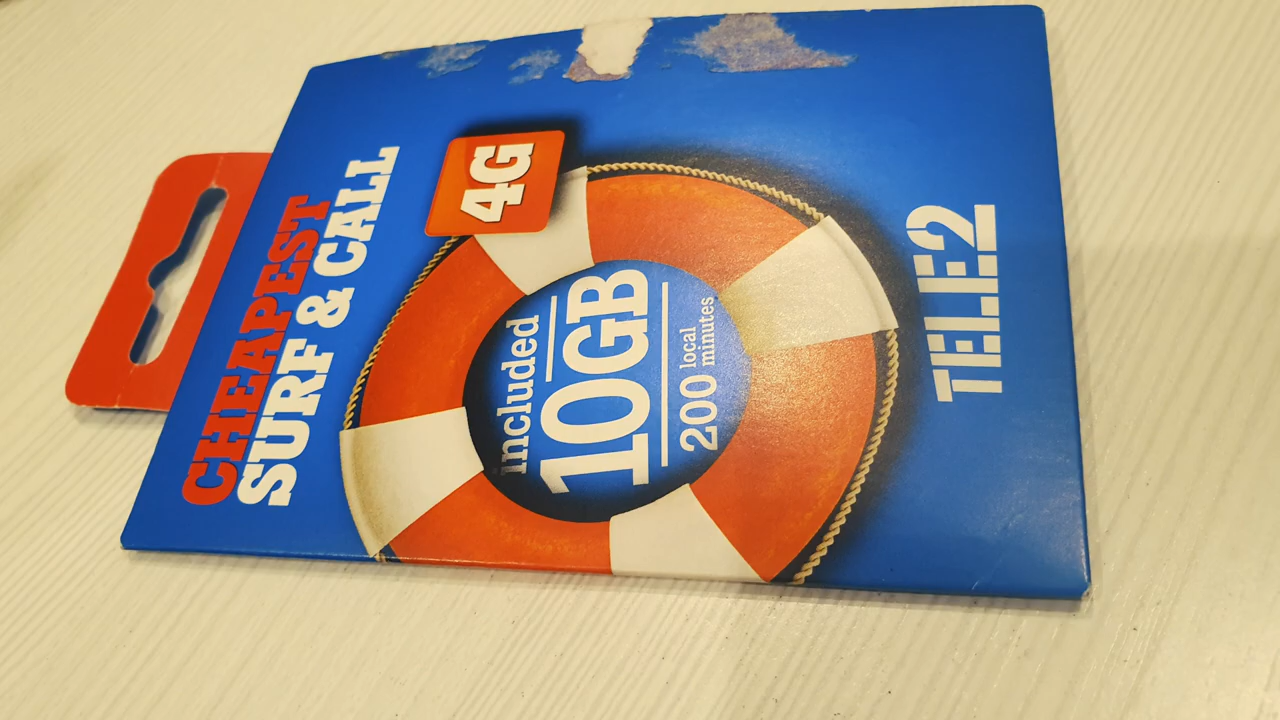 CHEAPEST
SURF & CALL
4G
included
10GB
200 local
minutes
TELE2